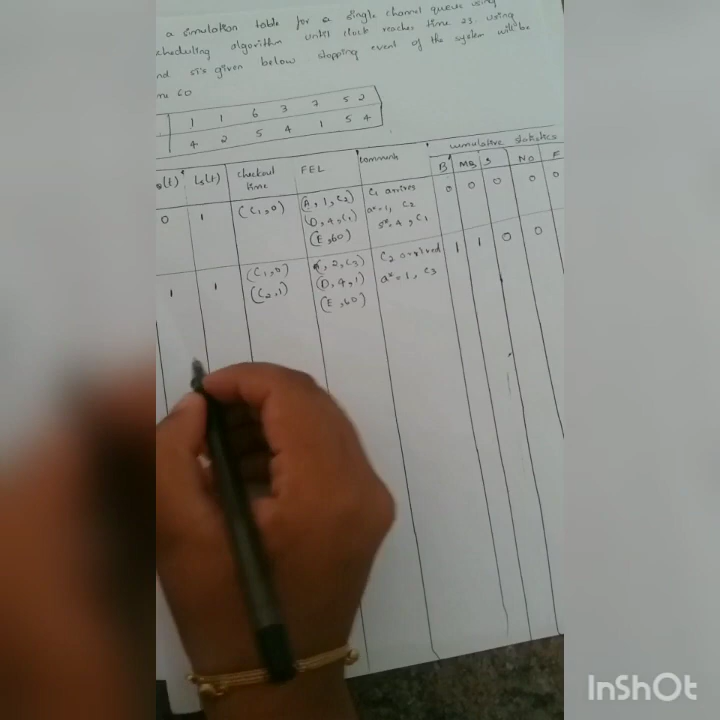 a simulation table for a single channel queue using
scheduling algorithm until clock reaches time 23. using
and si's given below stopping event of the system will be
me 60
1 1 6 3 7 5 2
4 2 5 4 1 5 4
cumulative statistics
(t) Ls(t) checkout time FEL comments B MQ S ND F
0 1 (C1,0) (A, 1, C2) C1 arrives 0 0 0 0 0
(D, 4, C1) a*=1, C2
(E, 60) s*=4, C1
1 1 (C1,0) (A, 2, C3) C2 arrived 1 1 0 0
(C2,1) (D, 4, 1) a*=1, C3
(E, 60)
InShOt